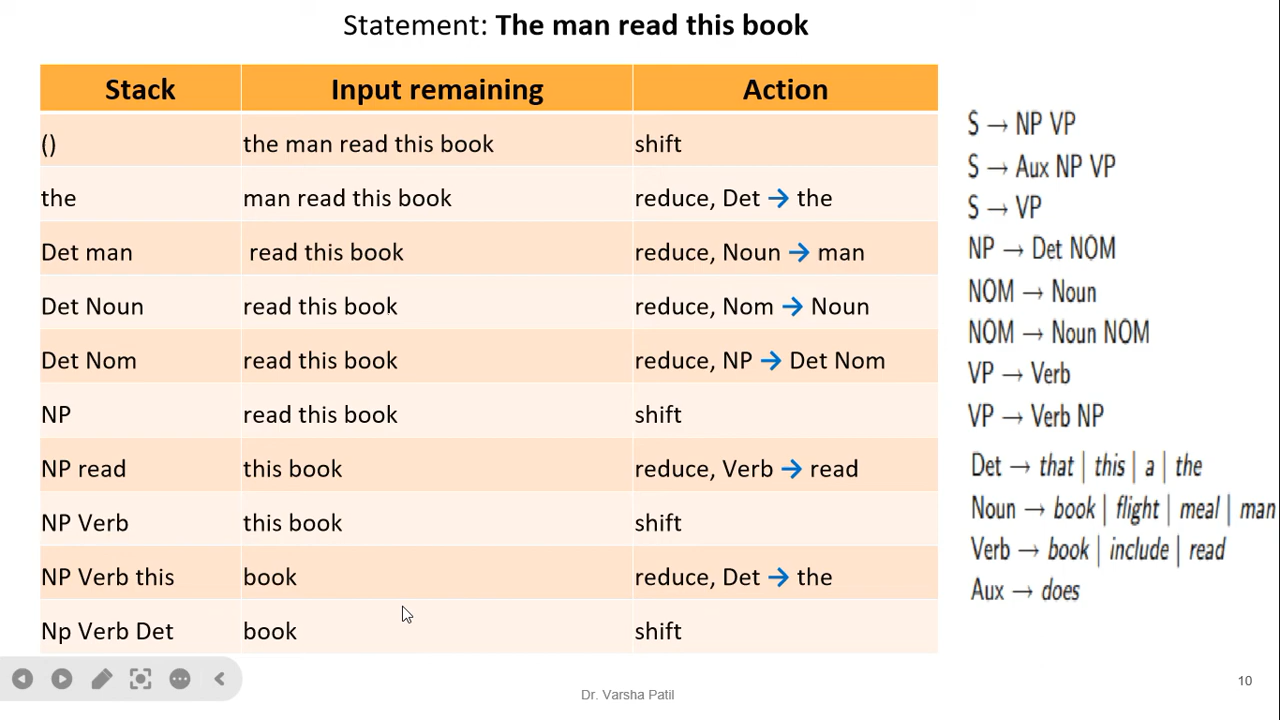 Statement: The man read this book
Stack Input remaining Action
() the man read this book shift
the man read this book reduce, Det → the
Det man read this book reduce, Noun → man
Det Noun read this book reduce, Nom → Noun
Det Nom read this book reduce, NP → Det Nom
NP read this book shift
NP read this book reduce, Verb → read
NP Verb this book shift
NP Verb this book reduce, Det → the
Np Verb Det book shift
S → NP VP
S → Aux NP VP
S → VP
NP → Det NOM
NOM → Noun
NOM → Noun NOM
VP → Verb
VP → Verb NP
Det → that | this | a | the
Noun → book | flight | meal | man
Verb → book | include | read
Aux → does
Dr. Varsha Patil
10